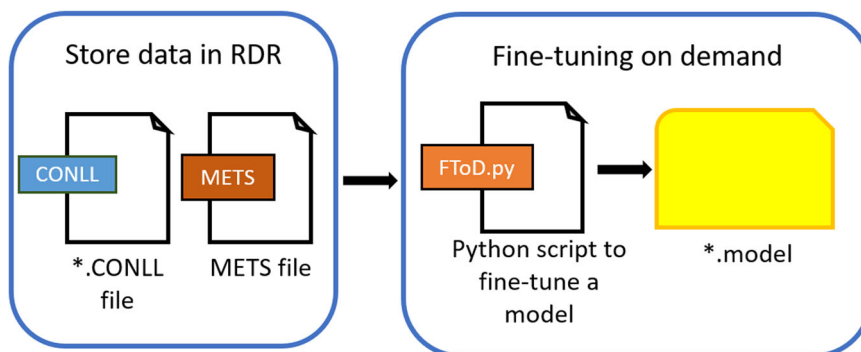 Store data in RDR
CONLL
METS
*.CONLL
file
METS file
Fine-tuning on demand
FToD.py
Python script to
fine-tune a
model
*.model